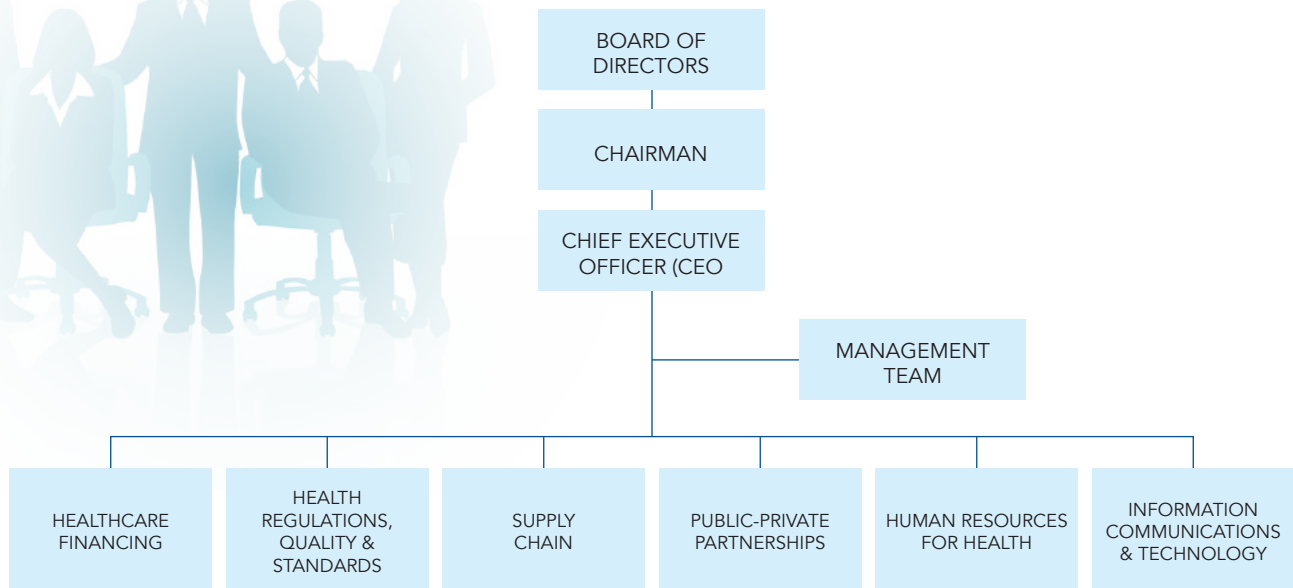 BOARD OF
DIRECTORS
CHAIRMAN
CHIEF EXECUTIVE
OFFICER (CEO
MANAGEMENT
TEAM
HEALTHCARE
FINANCING
HEALTH
REGULATIONS,
QUALITY &
STANDARDS
SUPPLY
CHAIN
PUBLIC-PRIVATE
PARTNERSHIPS
HUMAN RESOURCES
FOR HEALTH
INFORMATION
COMMUNICATIONS
& TECHNOLOGY